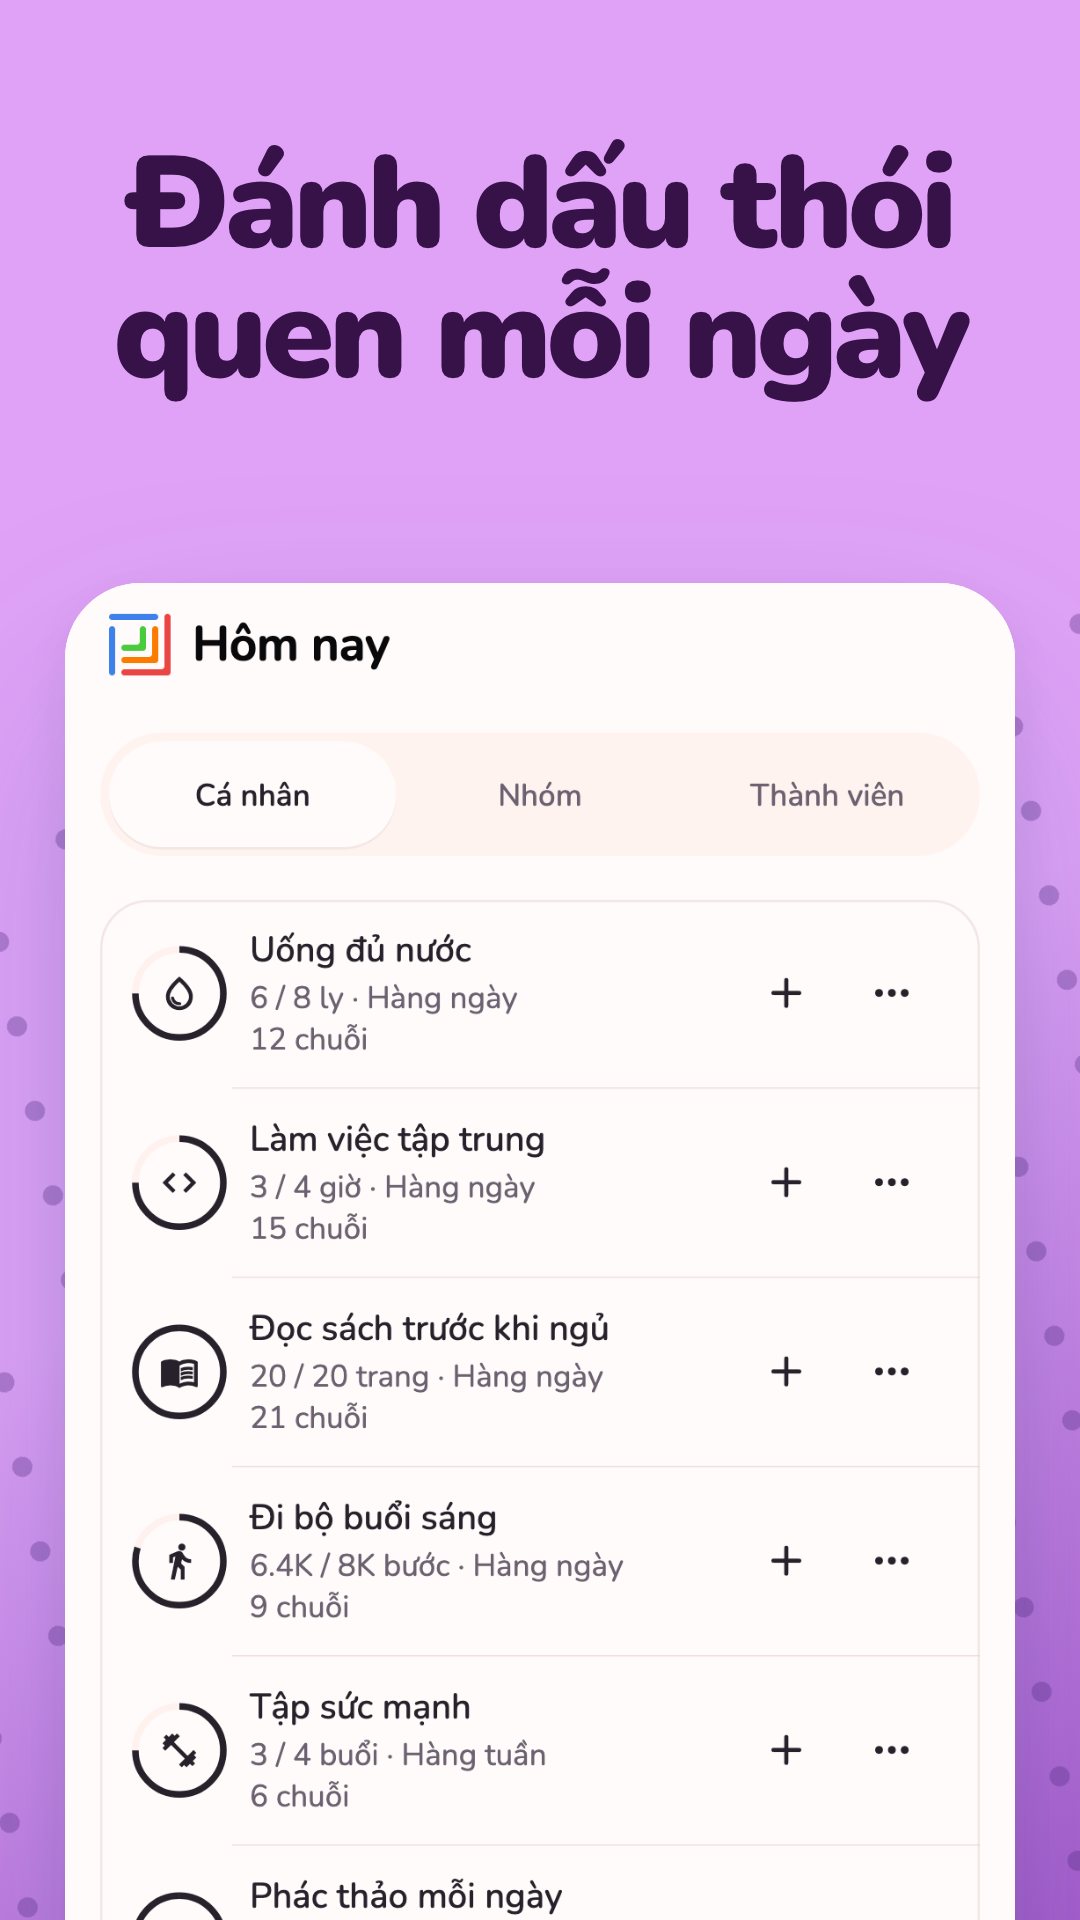 Đánh dấu thói
quen mỗi ngày
Hôm nay
Cá nhân
Nhóm
Thành viên
Uống đủ nước
6 / 8 ly · Hàng ngày
12 chuỗi
Làm việc tập trung
3 / 4 giờ · Hàng ngày
15 chuỗi
Đọc sách trước khi ngủ
20 / 20 trang · Hàng ngày
21 chuỗi
Đi bộ buổi sáng
6.4K / 8K bước · Hàng ngày
9 chuỗi
Tập sức mạnh
3 / 4 buổi · Hàng tuần
6 chuỗi
Phác thảo mỗi ngày